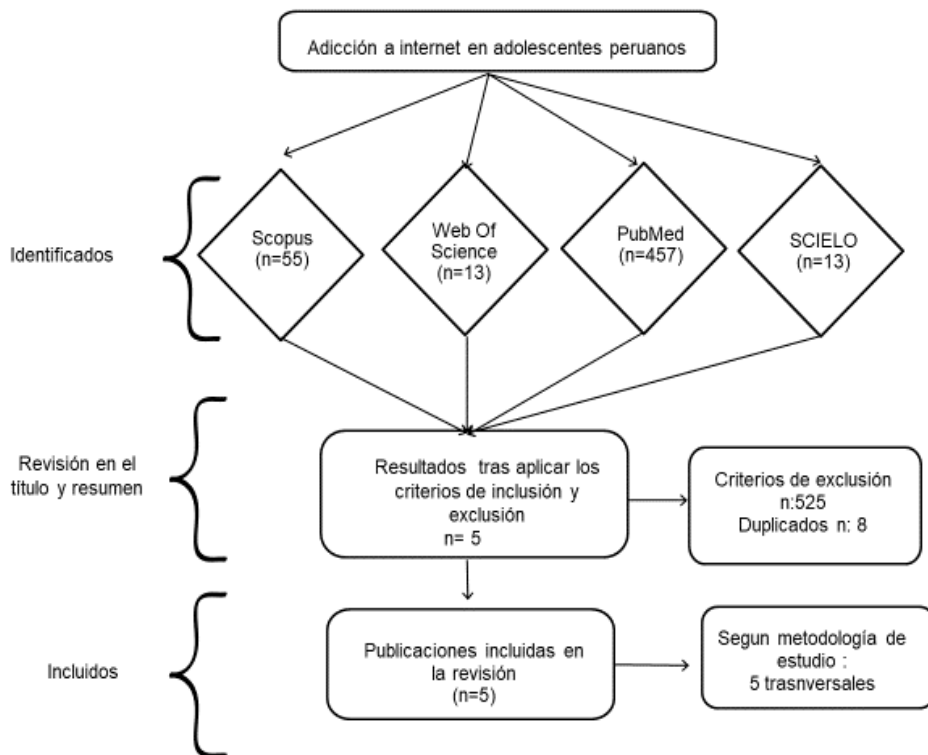 Adicción a internet en adolescentes peruanos
Identificados
Scopus
(n=55)
Web Of
Science
(n=13)
PubMed
(n=457)
SCIELO
(n=13)
Revisión en el
titulo y resumen
Resultados tras aplicar los
criterios de inclusión y
exclusión
n= 5
Criterios de exclusión
n:525
Duplicados n: 8
Incluidos
Publicaciones incluidas en
la revisión
(n=5)
Segun metodología de
estudio :
5 trasnversales